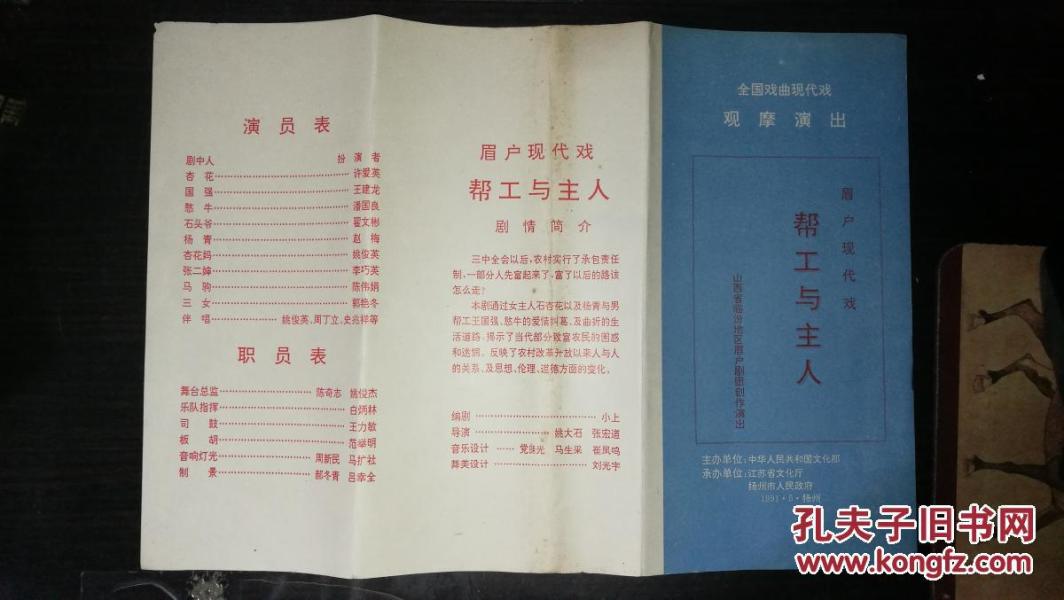 演员表
剧中人 扮演者
杏花……许爱英
国强……王建龙
憨牛……潘国良
石头爷……翟文彬
杨青……赵梅
杏花妈……姚俊英
张二婶……李巧英
马驹……陈伟娟
三女……郭艳冬
伴唱……姚俊英、周丁立、史兆祥等
职员表
舞台总监……陈奇志 姚俊杰
乐队指挥……白炳林
司鼓……王力敏
板胡……范举明
音响灯光……周新民 马扩社
制景……郝冬青 吕幸全
眉户现代戏
帮工与主人
剧情简介
三中全会以后,农村实行了承包责任
制,一部分人先富起来了,富了以后的路该
怎么走?
本剧通过女主人石杏花以及杨青与男
帮工王国强、憨牛的爱情纠葛,及曲折的生
活道路,揭示了当代部分致富农民的困惑
和迷惘。反映了农村改革开放以来人与人
的关系,及思想、伦理、道德方面的变化。
编剧……小上
导演……姚大石 张宏道
音乐设计……党继光 马生采 崔凤鸣
舞美设计……刘光宇
全国戏曲现代戏
观摩演出
眉户现代戏
帮工与主人
山西省临汾地区眉户剧团创作演出
主办单位:中华人民共和国文化部
承办单位:江苏省文化厅
扬州市人民政府
1991·5·扬州
孔夫子旧书网
www.kongfz.com